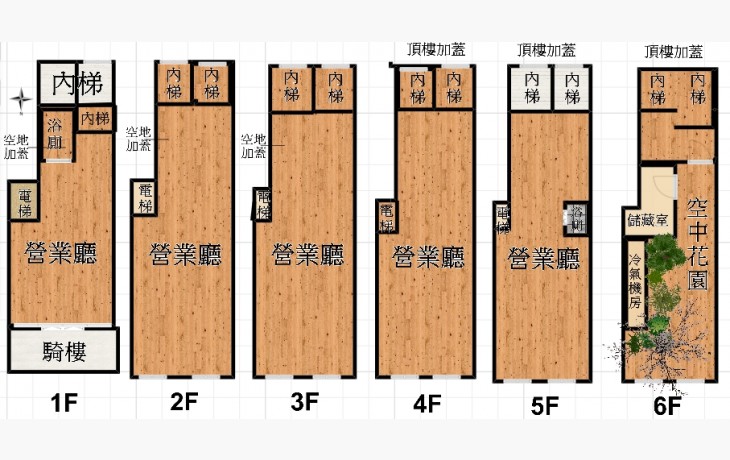 頂樓加蓋
頂樓加蓋
頂樓加蓋
內梯
內梯
浴廁
空地
加蓋
電梯
營業廳
騎樓
1F
內梯
內梯
空地
加蓋
電梯
營業廳
2F
內梯
內梯
空地
加蓋
電梯
營業廳
3F
內梯
內梯
電梯
營業廳
4F
內梯
內梯
電梯
浴廁
營業廳
5F
內梯
內梯
儲藏室
空中花園
冷氣機房
6F